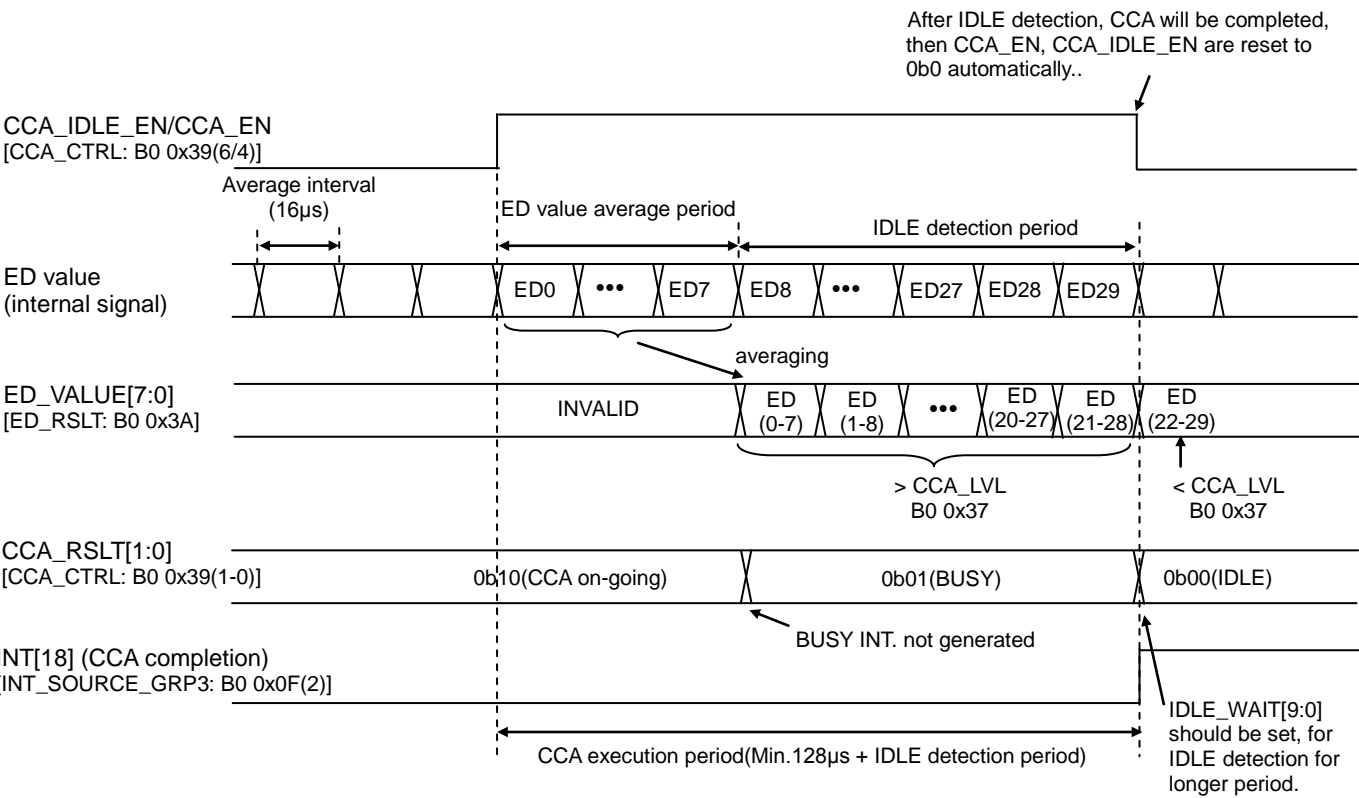 After IDLE detection, CCA will be completed,
then CCA_EN, CCA_IDLE_EN are reset to
0b0 automatically..
CCA_IDLE_EN/CCA_EN
[CCA_CTRL: B0 0x39(6/4)]
Average interval
(16µs)
ED value average period
IDLE detection period
ED value
(internal signal)
ED0 ••• ED7 ED8 ••• ED27 ED28 ED29
averaging
ED_VALUE[7:0]
[ED_RSLT: B0 0x3A]
INVALID
ED
(0-7)
ED
(1-8)
•••
ED
(20-27)
ED
(21-28)
ED
(22-29)
> CCA_LVL
B0 0x37
< CCA_LVL
B0 0x37
CCA_RSLT[1:0]
[CCA_CTRL: B0 0x39(1-0)]
0b10(CCA on-going)
0b01(BUSY)
0b00(IDLE)
BUSY INT. not generated
INT[18] (CCA completion)
[INT_SOURCE_GRP3: B0 0x0F(2)]
IDLE_WAIT[9:0]
should be set, for
IDLE detection for
longer period.
CCA execution period(Min.128µs + IDLE detection period)